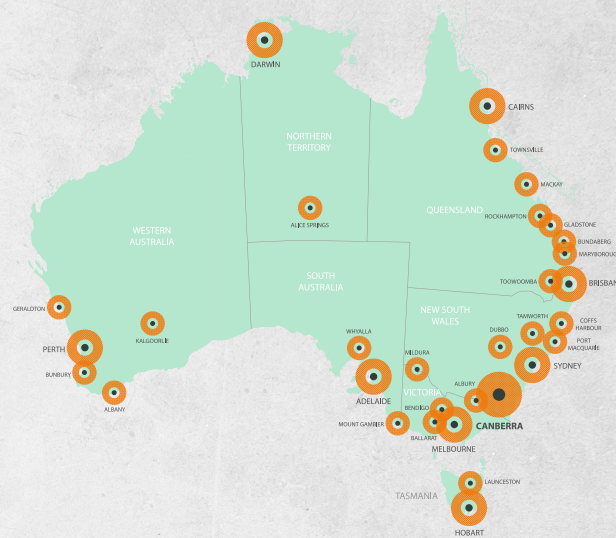 DARWIN
CAIRNS
NORTHERN
TERRITORY
TOWNSVILLE
MACKAY
ALICE SPRINGS
QUEENSLAND
ROCKHAMPTON
GLADSTONE
WESTERN
AUSTRALIA
BUNDABERG
MARYBOROUG
SOUTH
AUSTRALIA
TOOWOOMBA
BRISBAN
GERALDTON
NEW SOUTH
WALES
TAMWORTH
COFFS
HARBOUR
KALGOORLIE
WHYALLA
DUBBO
PORT
MACQUARIE
PERTH
MILDURA
SYDNEY
BUNBURY
ALBURY
VICTORIA
ADELAIDE
ALBANY
BENDIGO
MOUNT GAMBIER
CANBERRA
BALLARAT
MELBOURNE
LAUNCESTON
TASMANIA
HOBART